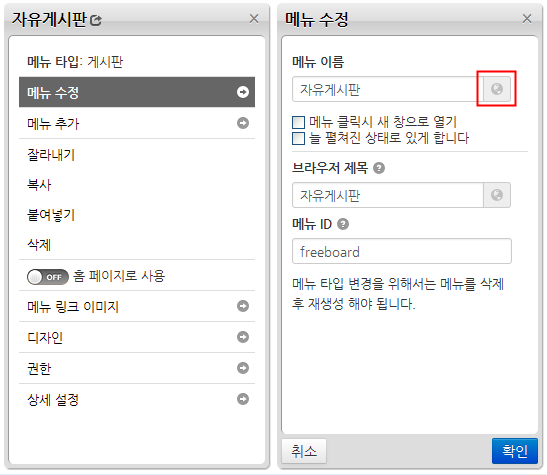 자유게시판
메뉴 타입: 게시판
메뉴 수정
메뉴 추가
잘라내기
복사
붙여넣기
삭제
OFF 홈 페이지로 사용
메뉴 링크 이미지
디자인
권한
상세 설정
메뉴 수정
메뉴 이름
자유게시판
메뉴 클릭시 새 창으로 열기
늘 펼쳐진 상태로 있게 합니다
브라우저 제목
자유게시판
메뉴 ID
freeboard
메뉴 타입 변경을 위해서는 메뉴를 삭제
후 재생성 해야 됩니다.
취소
확인